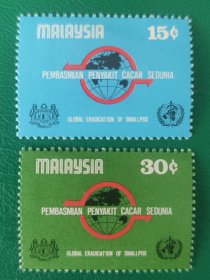 MALAYSIA 15¢
PEMBASMIAN PENYAKIT CACAR SEDUNIA
GLOBAL ERADICATION OF SMALLPOX
MALAYSIA 30¢
PEMBASMIAN PENYAKIT CACAR SEDUNIA
GLOBAL ERADICATION OF SMALLPOX